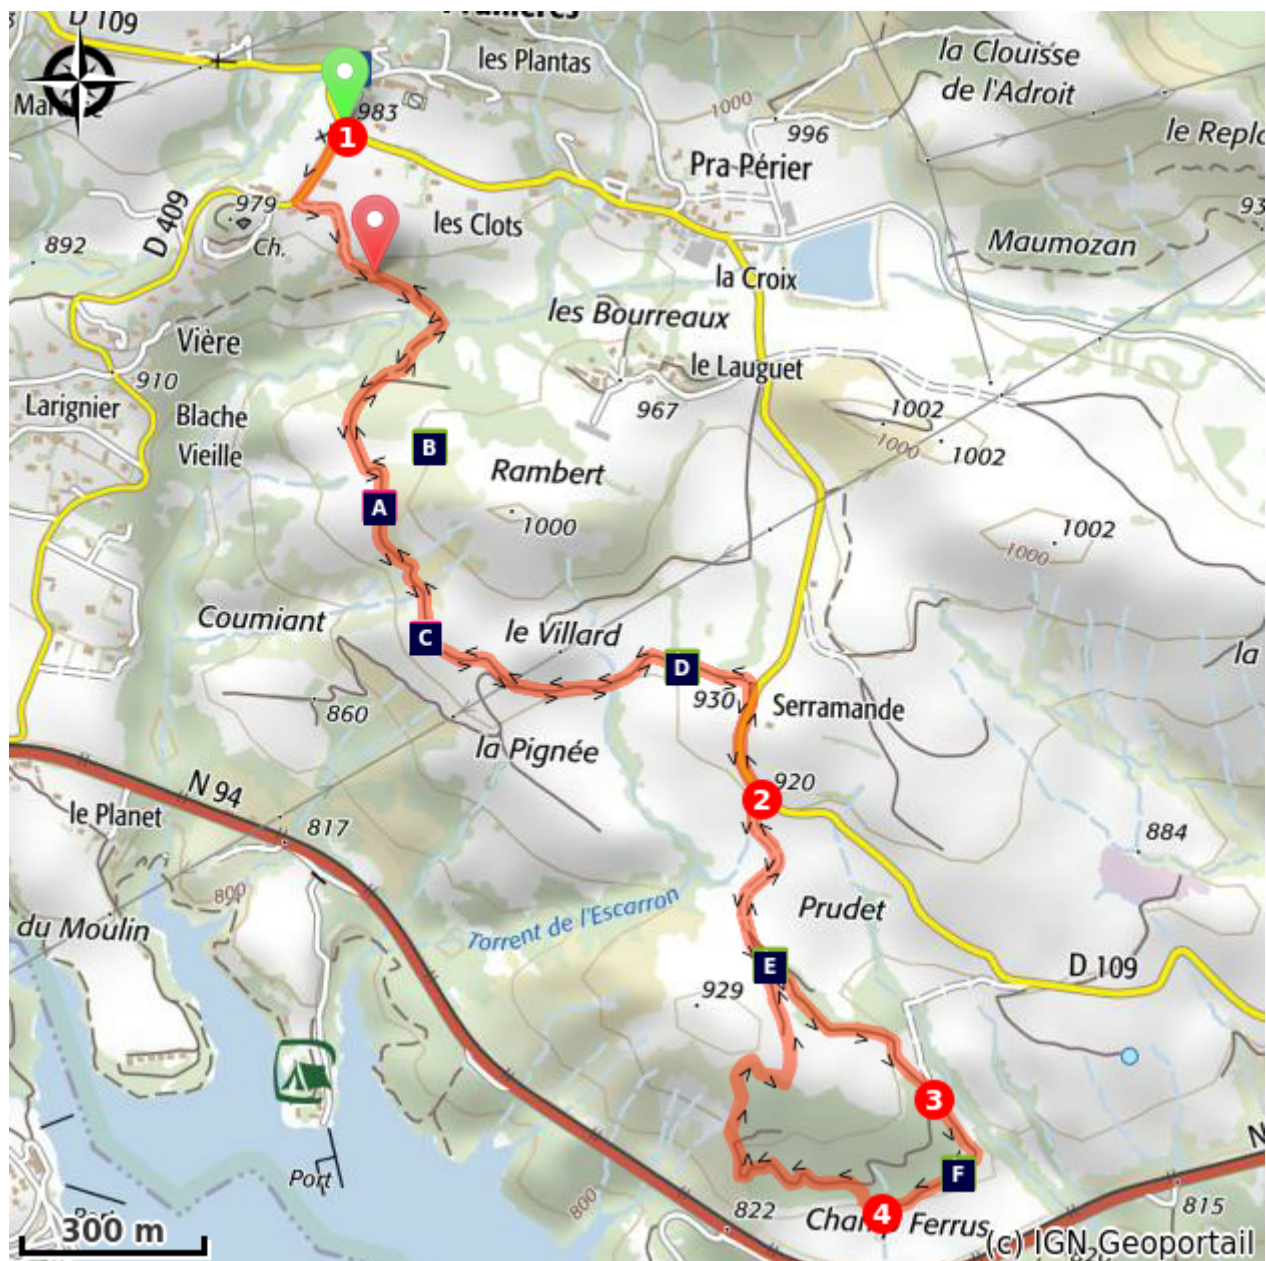 D 109
les Plantas
la Clouisse
de l'Adroit
983
1000
996
1
Pra-Périer
979
D 409
Ch.
les Clots
892
Maumozan
la Croix
les Bourreaux
Vière
le Lauguet
910
Larignier
967
1002
1000
1002
Blache
Vieille
B
Rambert
A
1000
1002
1000
Coumiant
C
le Villard
D
la
930
Serramande
860
la Pignée
N 94
920
2
le Planet
817
884
800
du Moulin
Torrent de l'Escarron
Prudet
E
D 109
929
3
F
Port
800
822
4
815
300 m
(c) IGN Geoportail